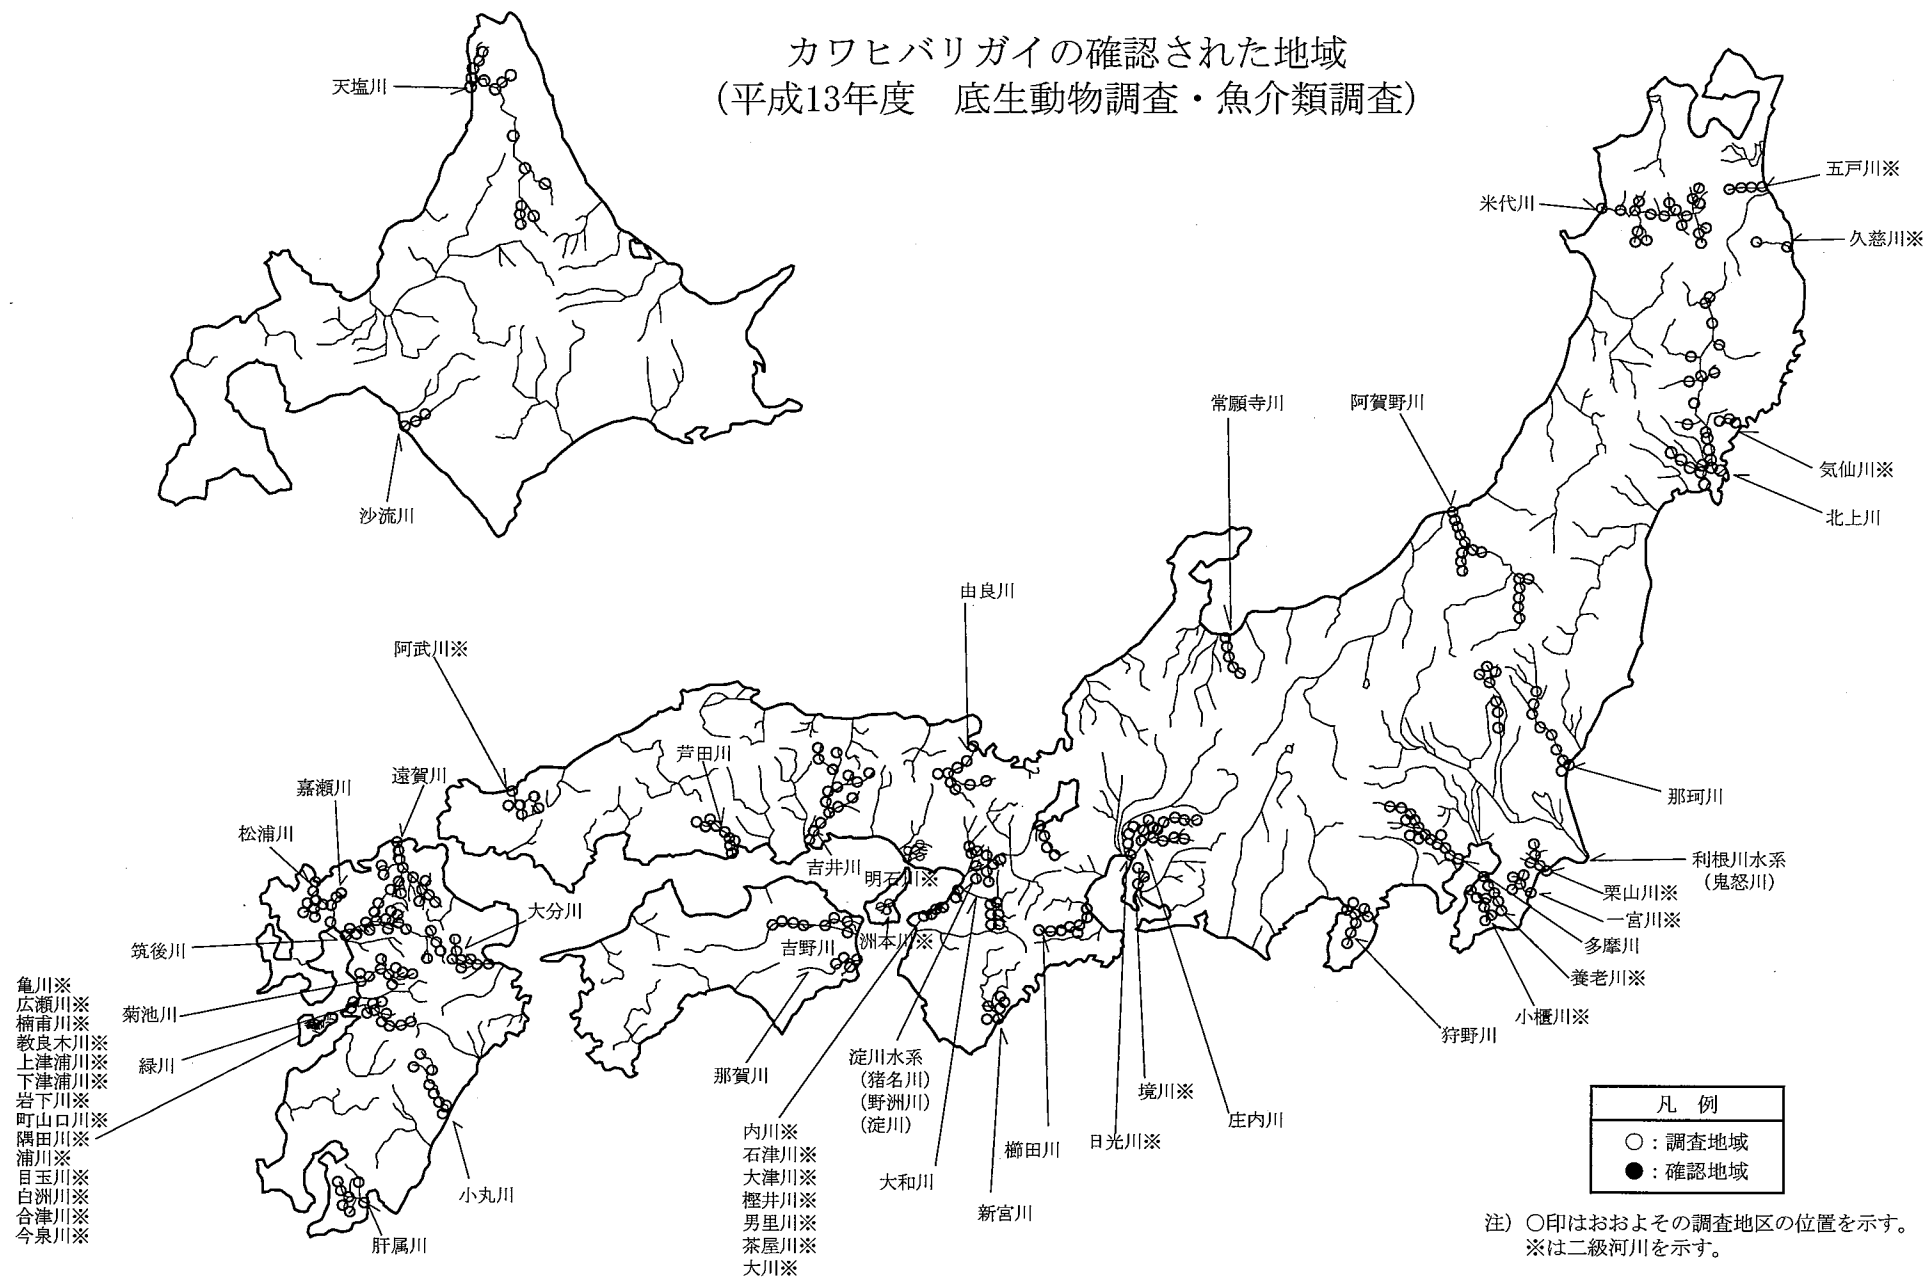 カワヒバリガイの確認された地域
(平成13年度　底生動物調査・魚介類調査)
天塩川
沙流川
五戸川※
米代川
久慈川※
常願寺川
阿賀野川
気仙川※
北上川
由良川
阿武川※
芦田川
遠賀川
嘉瀬川
松浦川
那珂川
吉井川
明石川※
利根川水系
(鬼怒川)
栗山川※
一宮川※
多摩川
養老川※
小櫃川※
狩野川
大分川
筑後川
吉野川
洲本川※
亀川※
広瀬川※
楠甫川※
教良木川※
上津浦川※
下津浦川※
岩下川※
町山口川※
隅田川※
浦川※
目玉川※
白洲川※
合津川※
今泉川※
菊池川
緑川
那賀川
淀川水系
(猪名川)
(野洲川)
(淀川)
境川※
庄内川
日光川※
櫛田川
内川※
石津川※
大津川※
樫井川※
男里川※
茶屋川※
大川※
大和川
新宮川
小丸川
肝属川
凡　例
○：調査地域
●：確認地域
注）○印はおおよその調査地区の位置を示す。
※は二級河川を示す。